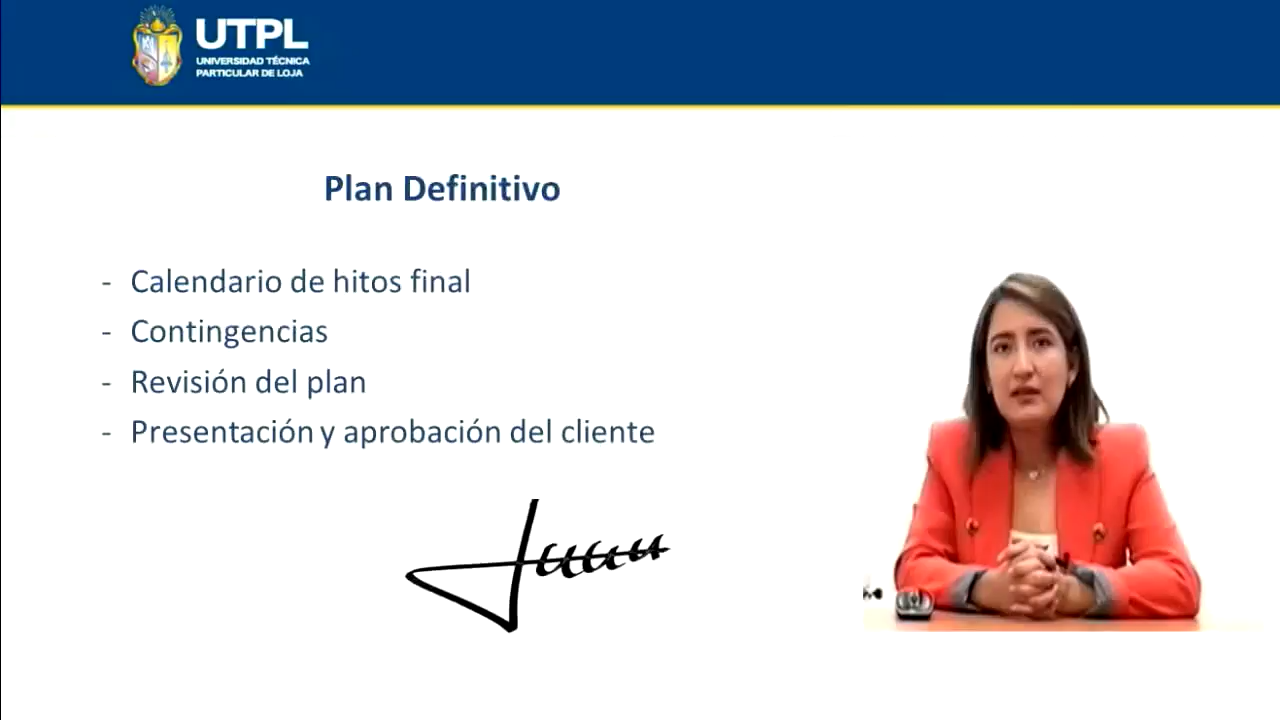 UTPL
UNIVERSIDAD TÉCNICA
PARTICULAR DE LOJA
Plan Definitivo
- Calendario de hitos final
- Contingencias
- Revisión del plan
- Presentación y aprobación del cliente